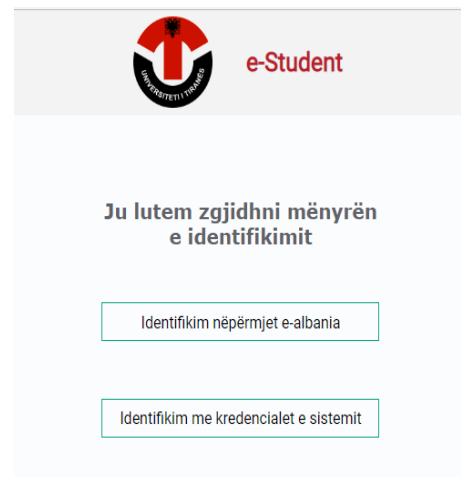 UNIVERSITETI I TIRANËS
e-Student
Ju lutem zgjidhni mënyrën
e identifikimit
Identifikim nëpërmjet e-albania
Identifikim me kredencialet e sistemit